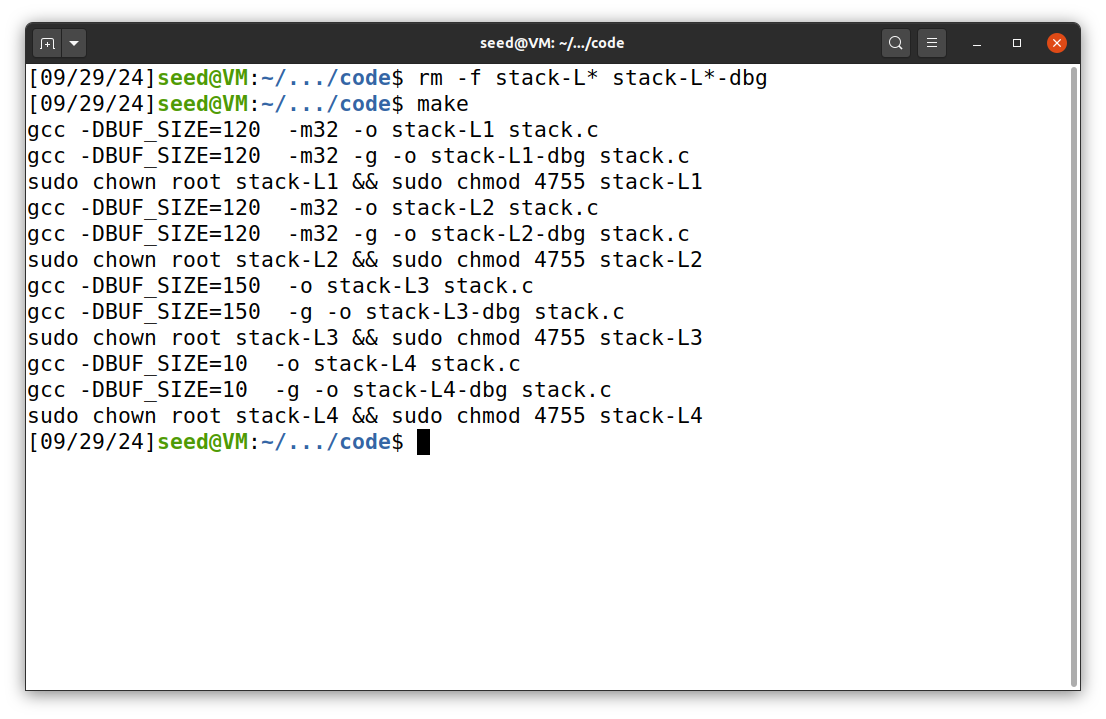 seed@VM: ~/.../code
[09/29/24]seed@VM:~/.../code$ rm -f stack-L* stack-L*-dbg
[09/29/24]seed@VM:~/.../code$ make
gcc -DBUF_SIZE=120  -m32 -o stack-L1 stack.c
gcc -DBUF_SIZE=120  -m32 -g -o stack-L1-dbg stack.c
sudo chown root stack-L1 && sudo chmod 4755 stack-L1
gcc -DBUF_SIZE=120  -m32 -o stack-L2 stack.c
gcc -DBUF_SIZE=120  -m32 -g -o stack-L2-dbg stack.c
sudo chown root stack-L2 && sudo chmod 4755 stack-L2
gcc -DBUF_SIZE=150  -o stack-L3 stack.c
gcc -DBUF_SIZE=150  -g -o stack-L3-dbg stack.c
sudo chown root stack-L3 && sudo chmod 4755 stack-L3
gcc -DBUF_SIZE=10  -o stack-L4 stack.c
gcc -DBUF_SIZE=10  -g -o stack-L4-dbg stack.c
sudo chown root stack-L4 && sudo chmod 4755 stack-L4
[09/29/24]seed@VM:~/.../code$